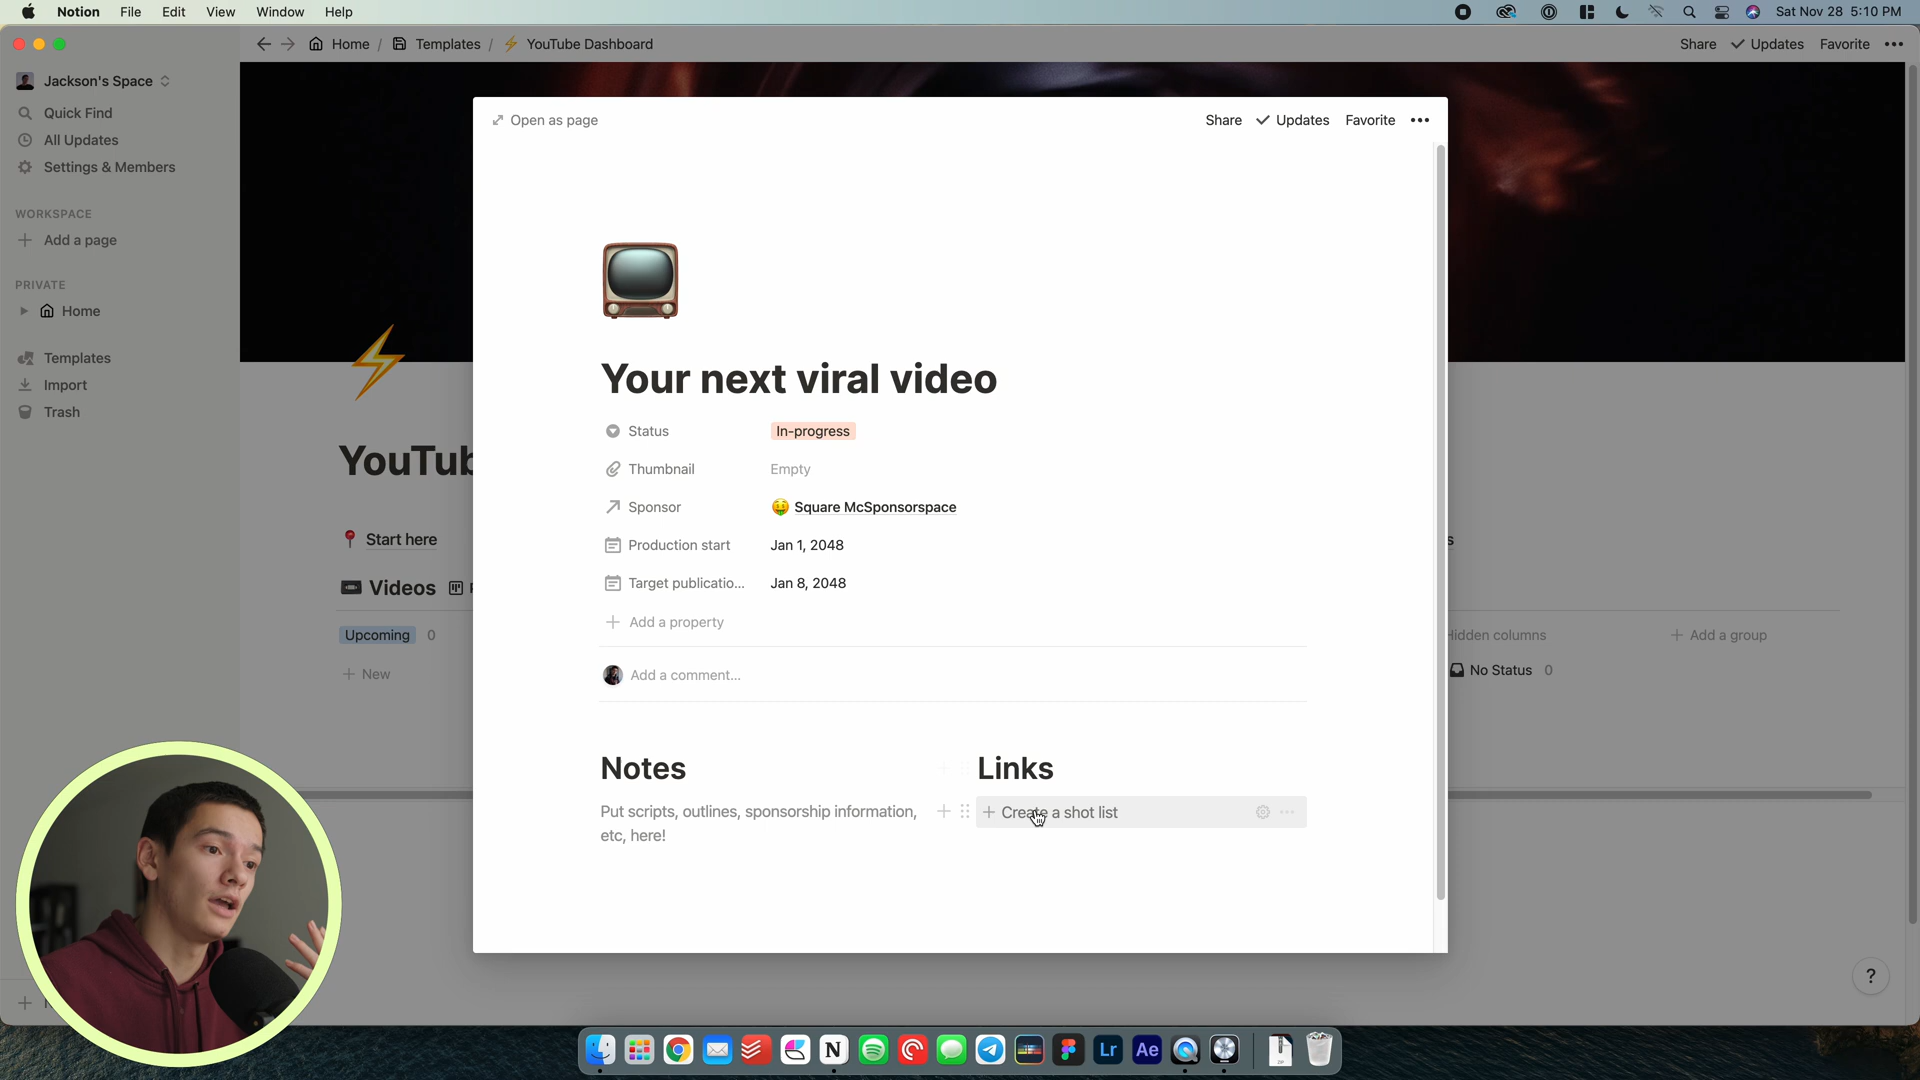 Notion File Edit View Window Help
Sat Nov 28 5:10 PM
Home / Templates / YouTube Dashboard
Share Updates Favorite
Jackson's Space
Quick Find
All Updates
Settings & Members
WORKSPACE
Add a page
PRIVATE
Home
Templates
Import
Trash
Start here
Videos
Upcoming 0
New
Open as page
Share Updates Favorite
Your next viral video
Status In-progress
Thumbnail Empty
Sponsor Square McSponsorspace
Production start Jan 1, 2048
Target publicatio... Jan 8, 2048
Add a property
Add a comment...
Notes
Put scripts, outlines, sponsorship information,
etc, here!
Links
Create a shot list
columns
Add a group
No Status 0
?
N
Lr
Ae
ZIP